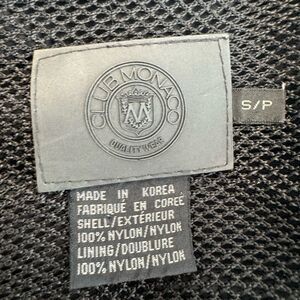 CLUB MONACO
M
QUALITY WEAR
S/P
MADE IN KOREA
FABRIQUÉ EN CORÉE
SHELL/EXTÉRIEUR
100% NYLON/NYLON
LINING/DOUBLURE
100% NYLON/NYLON